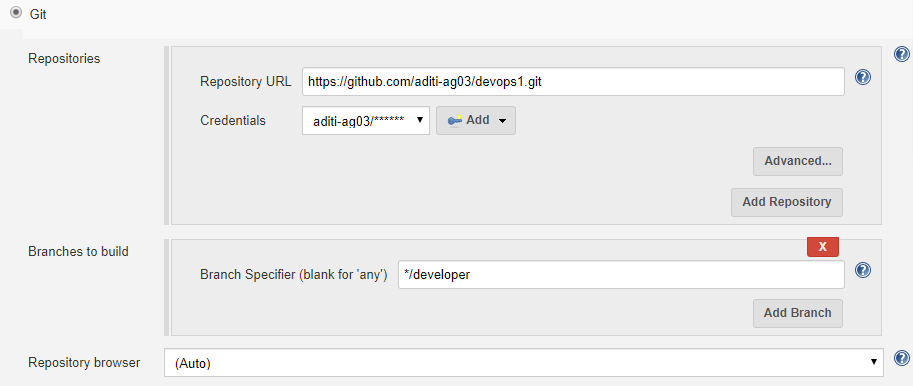 Git
Repositories
Repository URL https://github.com/aditi-ag03/devops1.git
Credentials aditi-ag03/****** Add
Advanced...
Add Repository
Branches to build
X
Branch Specifier (blank for 'any') */developer
Add Branch
Repository browser (Auto)